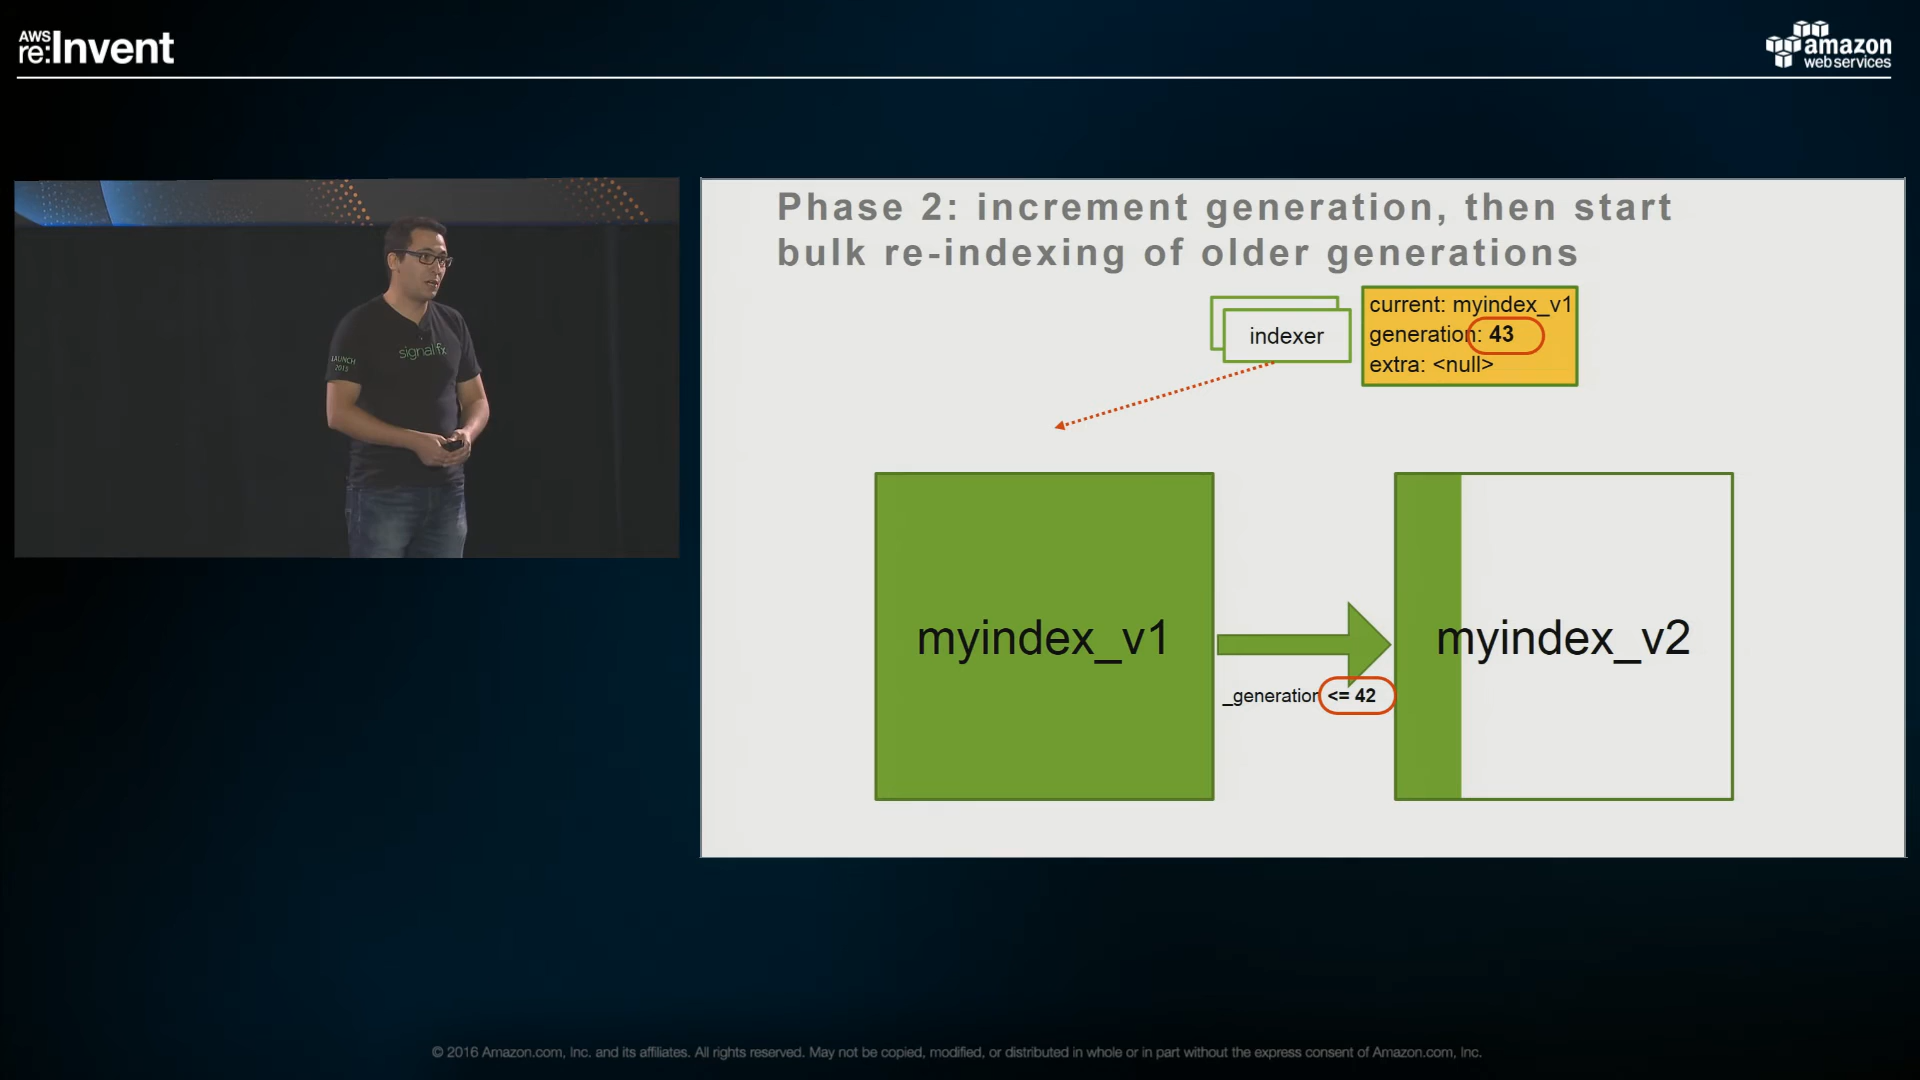 AWS
re:Invent
amazon
web services
signalfx
LAUNCH
2015
Phase 2: increment generation, then start
bulk re-indexing of older generations
indexer
current: myindex_v1
generation: 43
extra: <null>
myindex_v1
myindex_v2
_generation <= 42
© 2016 Amazon.com, Inc. and its affiliates. All rights reserved. May not be copied, modified, or distributed in whole or in part without the express consent of Amazon.com, Inc.